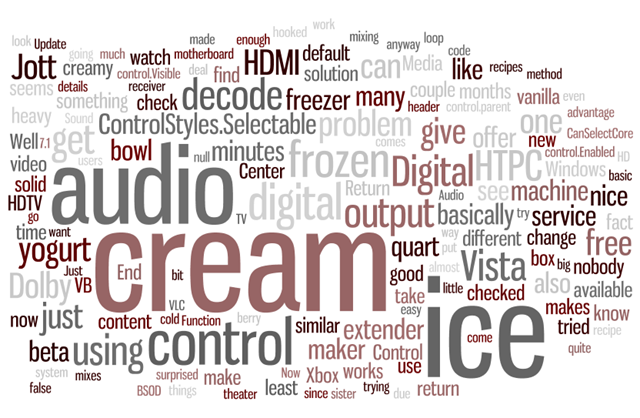 look Update going much made enough hooked work mixing anyway loop code
Jott creamy control.Visible watch motherboard HDMI default
seems details receiver deal find solution can Media like recipes method
something check decode freezer many couple months vanilla even
heavy Sound ControlStyles.Selectable problem header control.parent advantage
Well 7.1 get users bowl null minutes comes give offer one new CanSelectCore
video frozen control.Enabled HD
solid audio Center Digital HTPC Windows basic
HDTV TV digital Return Audio see machine nice
go output basically try service fact
time want cream way put different change free
yogurt quart Vista box big nobody
Dolby Just VB End bit good almost little checked also available
VLC take easy ice
now just content cold Function berry similar extender come makes know
beta using control maker Control tried recipe
system mixes surprised make Now Xbox works use quite
false BSOD things theater least since sister trying due return